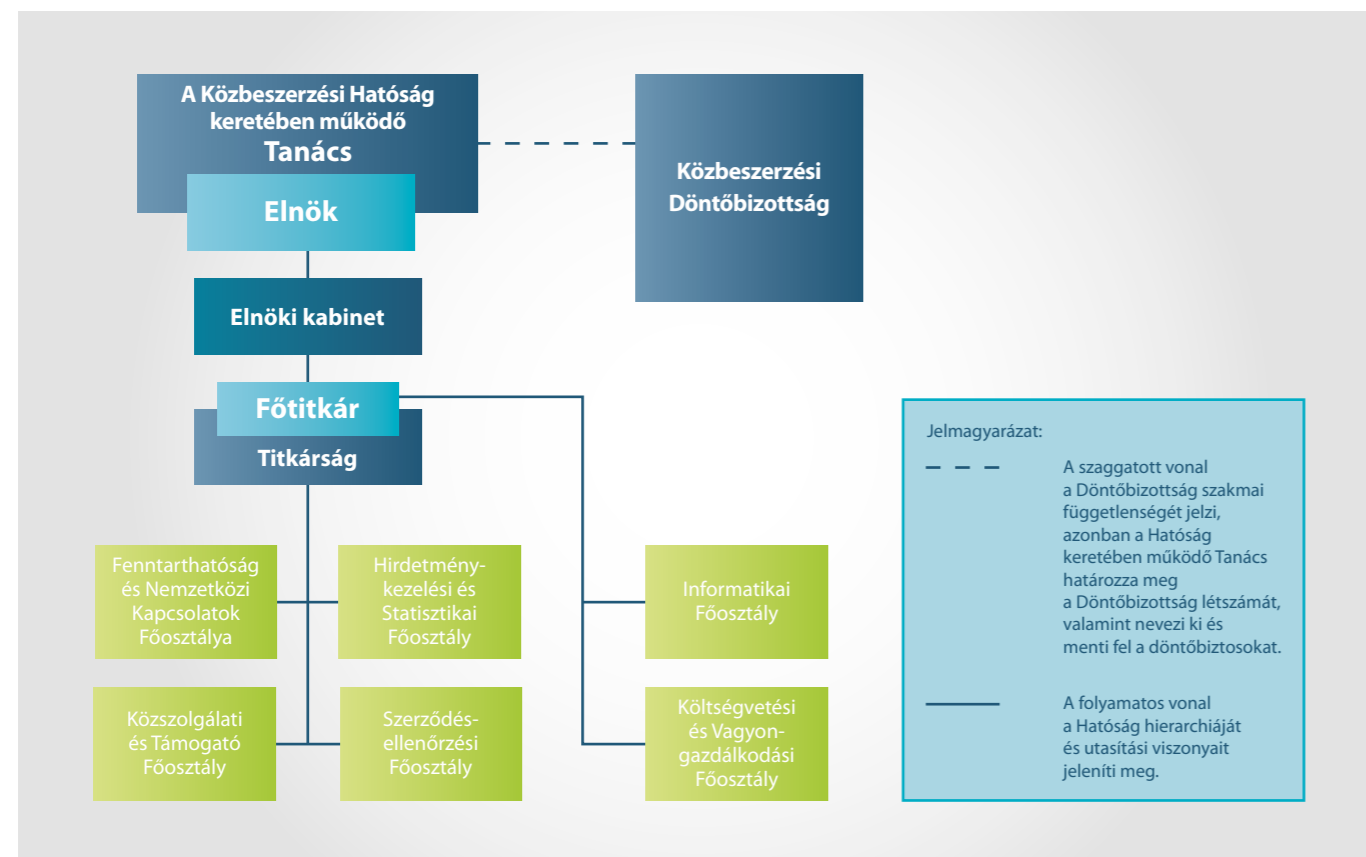 A Közbeszerzési Hatóság
keretében működő
Tanács
Elnök
Közbeszerzési
Döntőbizottság
Elnöki kabinet
Főtitkár
Titkárság
Fenntarthatóság
és Nemzetközi
Kapcsolatok
Főosztálya
Hirdetmény-
kezelési és
Statisztikai
Főosztály
Informatikai
Főosztály
Közszolgálati
és Támogató
Főosztály
Szerződés-
ellenőrzési
Főosztály
Költségvetési
és Vagyon-
gazdálkodási
Főosztály
Jelmagyarázat:
A szaggatott vonal
a Döntőbizottság szakmai
függetlenségét jelzi,
azonban a Hatóság
keretében működő Tanács
határozza meg
a Döntőbizottság létszámát,
valamint nevezi ki és
menti fel a döntőbiztosokat.
A folyamatos vonal
a Hatóság hierarchiáját
és utasítási viszonyait
jeleníti meg.